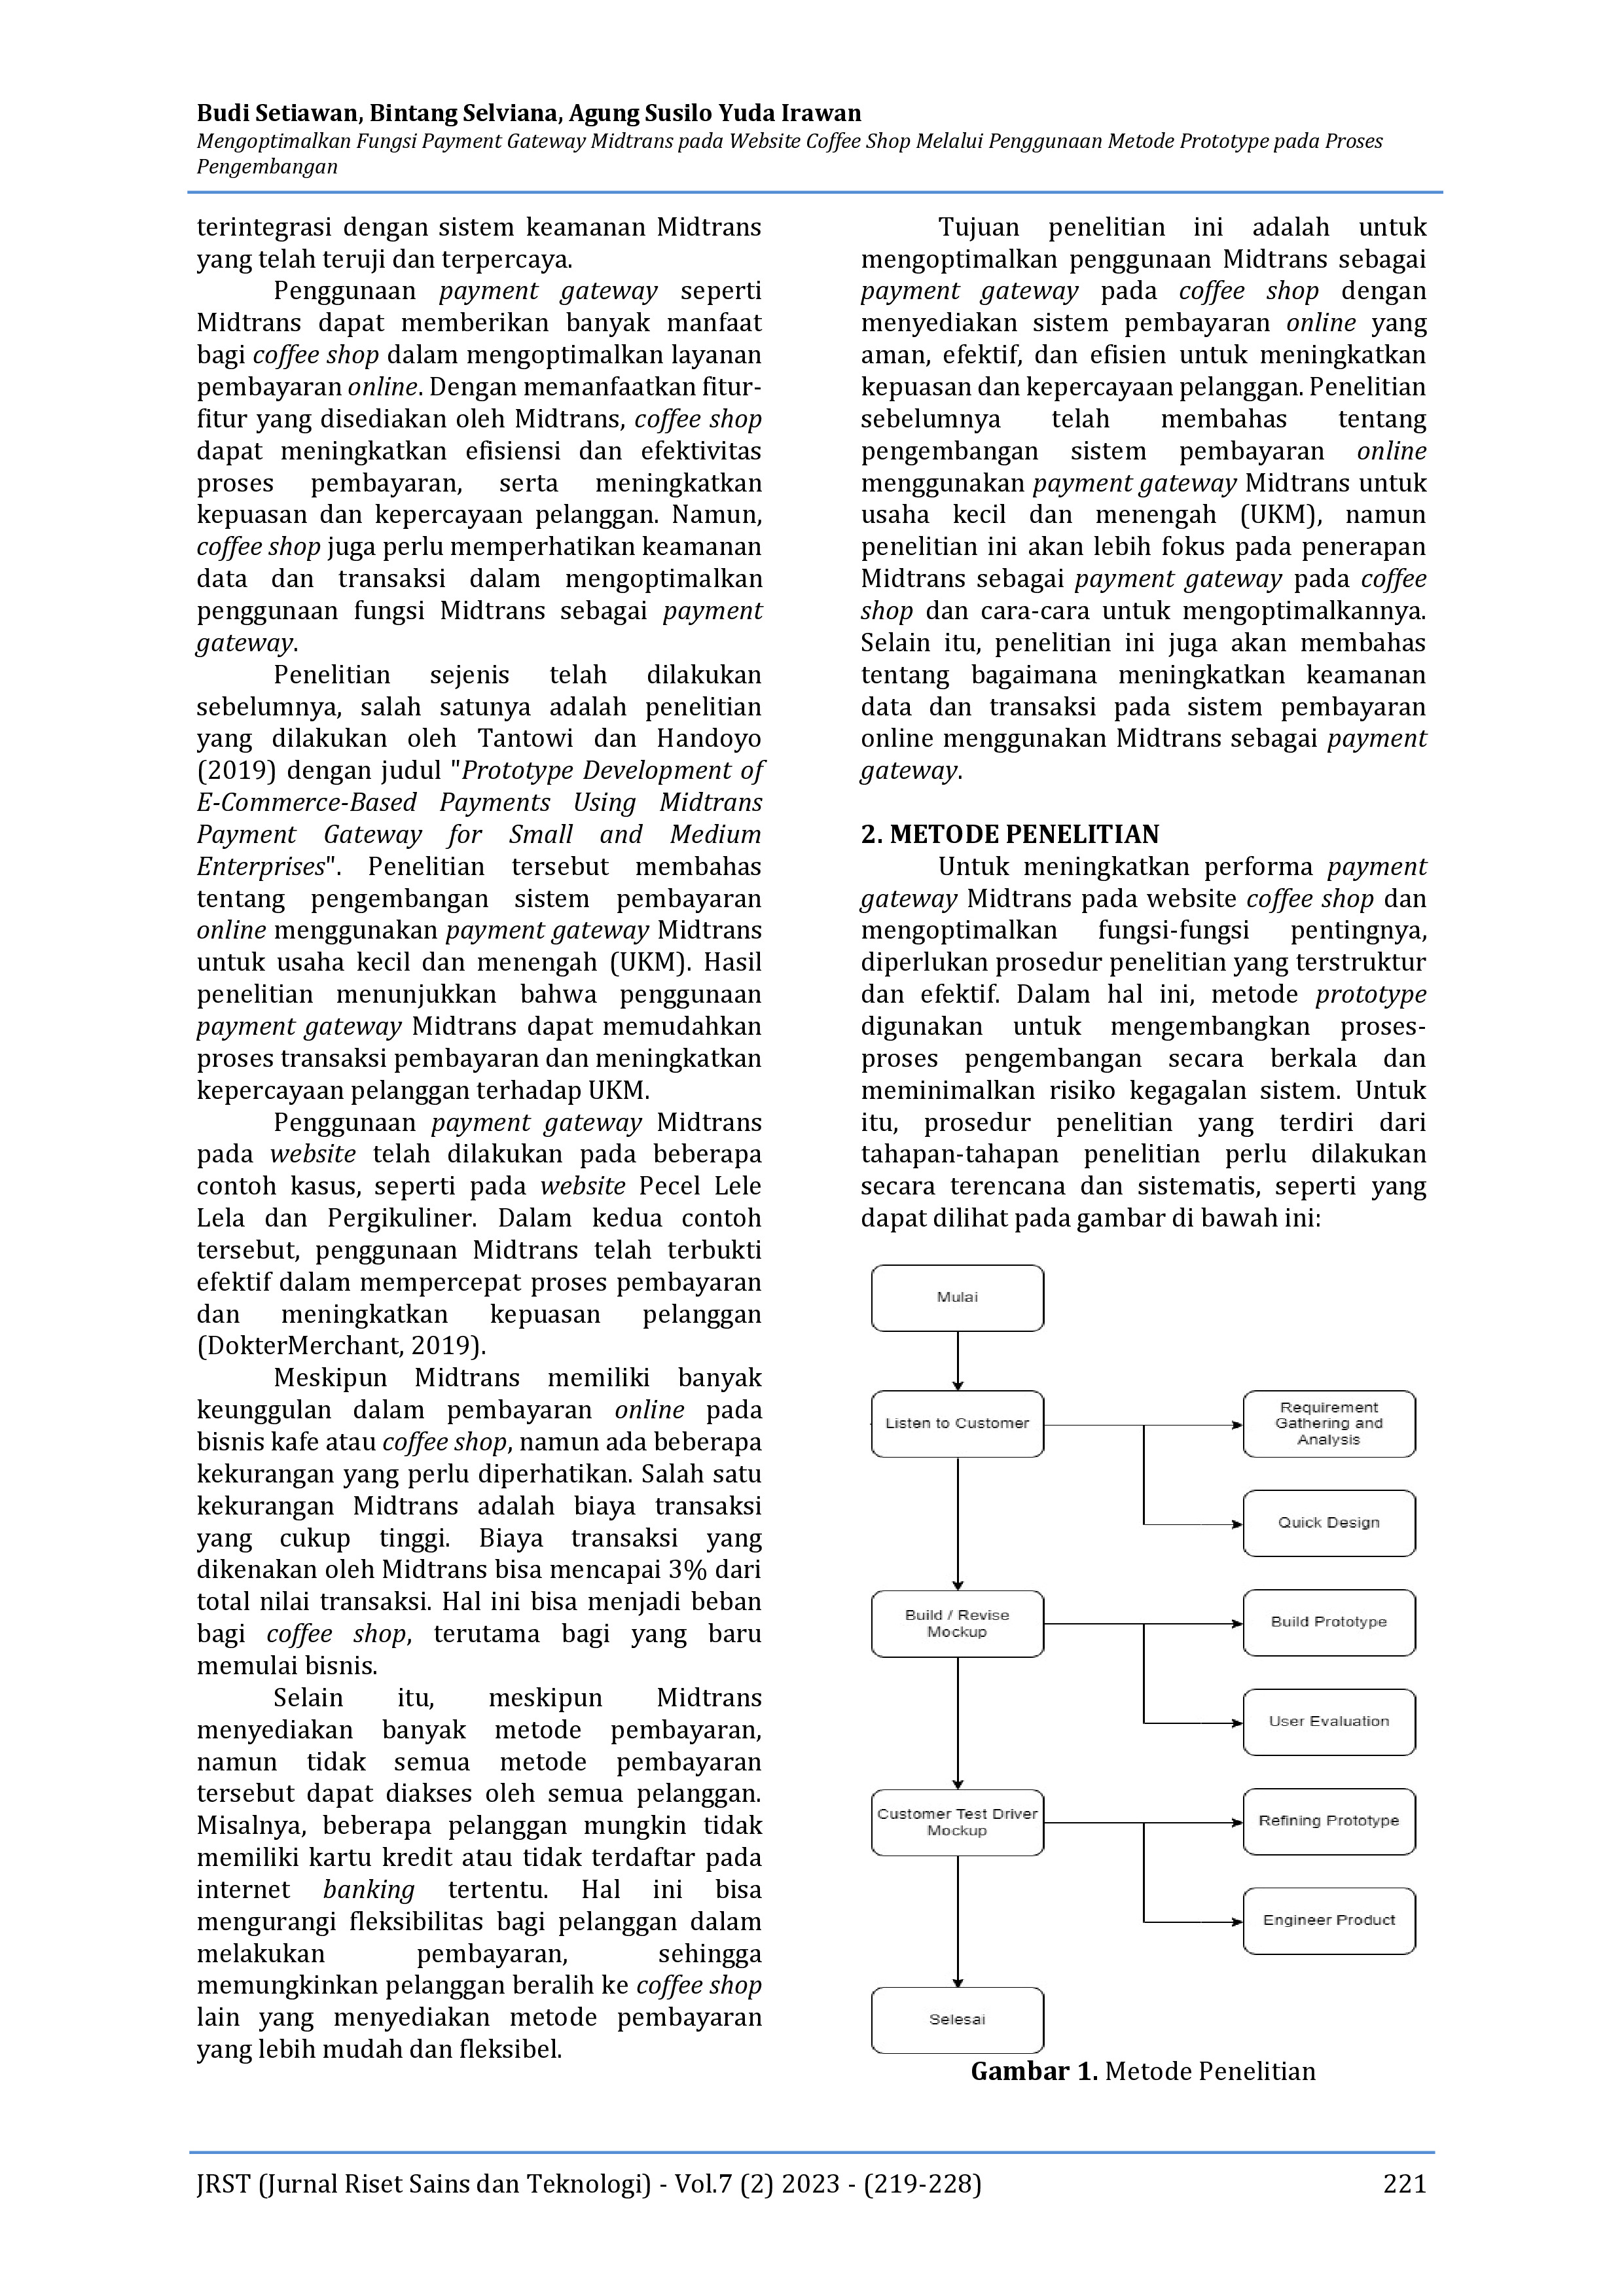 Budi Setiawan, Bintang Selviana, Agung Susilo Yuda Irawan
Mengoptimalkan Fungsi Payment Gateway Midtrans pada Website Coffee Shop Melalui Penggunaan Metode Prototype pada Proses
Pengembangan
terintegrasi dengan sistem keamanan Midtrans
yang telah teruji dan terpercaya.
Penggunaan payment gateway seperti
Midtrans dapat memberikan banyak manfaat
bagi coffee shop dalam mengoptimalkan layanan
pembayaran online. Dengan memanfaatkan fitur-
fitur yang disediakan oleh Midtrans, coffee shop
dapat meningkatkan efisiensi dan efektivitas
proses pembayaran, serta meningkatkan
kepuasan dan kepercayaan pelanggan. Namun,
coffee shop juga perlu memperhatikan keamanan
data dan transaksi dalam mengoptimalkan
penggunaan fungsi Midtrans sebagai payment
gateway.
Penelitian sejenis telah dilakukan
sebelumnya, salah satunya adalah penelitian
yang dilakukan oleh Tantowi dan Handoyo
(2019) dengan judul "Prototype Development of
E-Commerce-Based Payments Using Midtrans
Payment Gateway for Small and Medium
Enterprises". Penelitian tersebut membahas
tentang pengembangan sistem pembayaran
online menggunakan payment gateway Midtrans
untuk usaha kecil dan menengah (UKM). Hasil
penelitian menunjukkan bahwa penggunaan
payment gateway Midtrans dapat memudahkan
proses transaksi pembayaran dan meningkatkan
kepercayaan pelanggan terhadap UKM.
Penggunaan payment gateway Midtrans
pada website telah dilakukan pada beberapa
contoh kasus, seperti pada website Pecel Lele
Lela dan Pergikuliner. Dalam kedua contoh
tersebut, penggunaan Midtrans telah terbukti
efektif dalam mempercepat proses pembayaran
dan meningkatkan kepuasan pelanggan
(DokterMerchant, 2019).
Meskipun Midtrans memiliki banyak
keunggulan dalam pembayaran online pada
bisnis kafe atau coffee shop, namun ada beberapa
kekurangan yang perlu diperhatikan. Salah satu
kekurangan Midtrans adalah biaya transaksi
yang cukup tinggi. Biaya transaksi yang
dikenakan oleh Midtrans bisa mencapai 3% dari
total nilai transaksi. Hal ini bisa menjadi beban
bagi coffee shop, terutama bagi yang baru
memulai bisnis.
Selain itu, meskipun Midtrans
menyediakan banyak metode pembayaran,
namun tidak semua metode pembayaran
tersebut dapat diakses oleh semua pelanggan.
Misalnya, beberapa pelanggan mungkin tidak
memiliki kartu kredit atau tidak terdaftar pada
internet banking tertentu. Hal ini bisa
mengurangi fleksibilitas bagi pelanggan dalam
melakukan pembayaran, sehingga
memungkinkan pelanggan beralih ke coffee shop
lain yang menyediakan metode pembayaran
yang lebih mudah dan fleksibel.
Tujuan penelitian ini adalah untuk
mengoptimalkan penggunaan Midtrans sebagai
payment gateway pada coffee shop dengan
menyediakan sistem pembayaran online yang
aman, efektif, dan efisien untuk meningkatkan
kepuasan dan kepercayaan pelanggan. Penelitian
sebelumnya telah membahas tentang
pengembangan sistem pembayaran online
menggunakan payment gateway Midtrans untuk
usaha kecil dan menengah (UKM), namun
penelitian ini akan lebih fokus pada penerapan
Midtrans sebagai payment gateway pada coffee
shop dan cara-cara untuk mengoptimalkannya.
Selain itu, penelitian ini juga akan membahas
tentang bagaimana meningkatkan keamanan
data dan transaksi pada sistem pembayaran
online menggunakan Midtrans sebagai payment
gateway.
2. METODE PENELITIAN
Untuk meningkatkan performa payment
gateway Midtrans pada website coffee shop dan
mengoptimalkan fungsi-fungsi pentingnya,
diperlukan prosedur penelitian yang terstruktur
dan efektif. Dalam hal ini, metode prototype
digunakan untuk mengembangkan proses-
proses pengembangan secara berkala dan
meminimalkan risiko kegagalan sistem. Untuk
itu, prosedur penelitian yang terdiri dari
tahapan-tahapan penelitian perlu dilakukan
secara terencana dan sistematis, seperti yang
dapat dilihat pada gambar di bawah ini:
Mulai
Listen to Customer
Requirement
Gathering and
Analysis
Quick Design
Build / Revise
Mockup
Build Prototype
User Evaluation
Customer Test Driver
Mockup
Refining Prototype
Engineer Product
Selesai
Gambar 1. Metode Penelitian
JRST (Jurnal Riset Sains dan Teknologi) - Vol.7 (2) 2023 - (219-228)
221